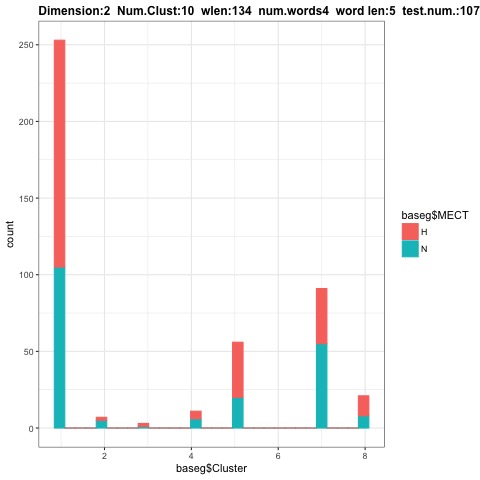 Dimension:2  Num.Clust:10  wlen:134  num.words4  word len:5  test.num.:107
250
200
150
100
50
0
count
2 4 6 8
baseg$Cluster
baseg$MECT
H
N